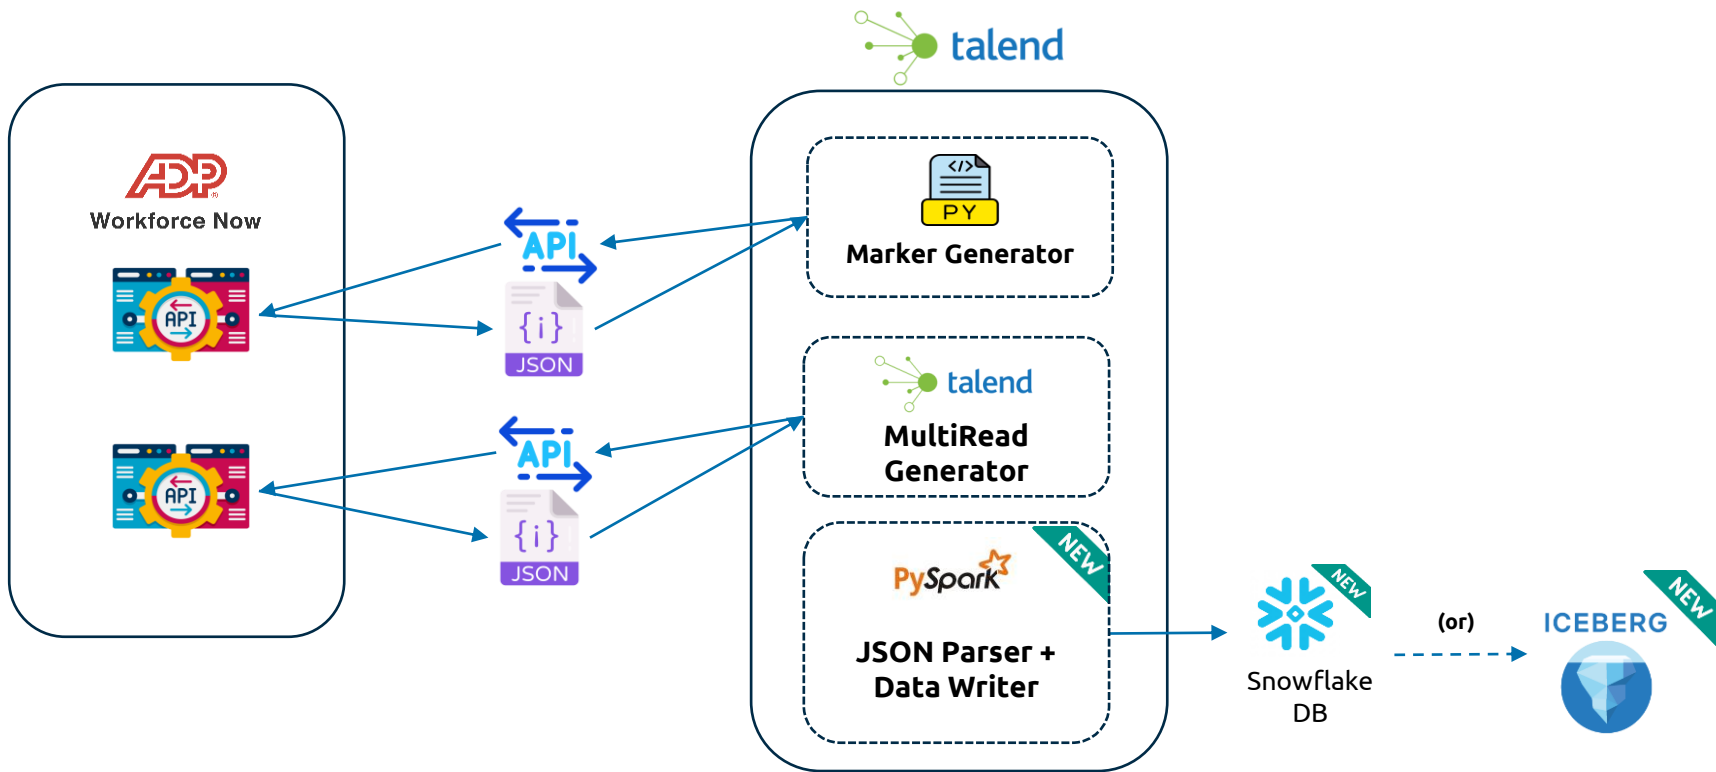 talend
ADP
Workforce Now
API
API
{i}
JSON
</>
PY
Marker Generator
talend
MultiRead
Generator
API
API
{i}
JSON
NEW
PySpark
JSON Parser +
Data Writer
NEW
Snowflake
DB
(or)
NEW
ICEBERG